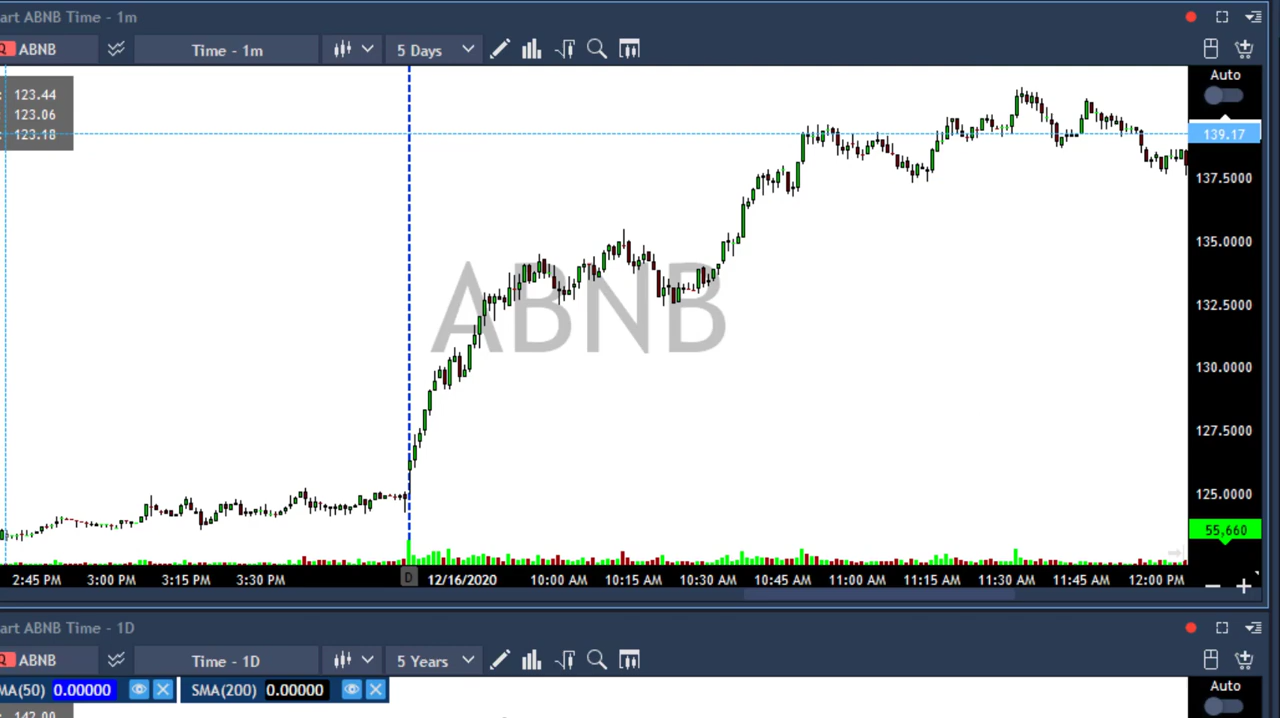 art ABNB Time - 1m
ABNB
Time - 1m
5 Days
Auto
: 123.44
: 123.06
: 123.18
139.17
137.5000
135.0000
ABNB
132.5000
130.0000
127.5000
125.0000
55,660
2:45 PM 3:00 PM 3:15 PM 3:30 PM D 12/16/2020 10:00 AM 10:15 AM 10:30 AM 10:45 AM 11:00 AM 11:15 AM 11:30 AM 11:45 AM 12:00 PM
art ABNB Time - 1D
ABNB
Time - 1D
5 Years
MA(50) 0.00000 SMA(200) 0.00000
Auto
142.00